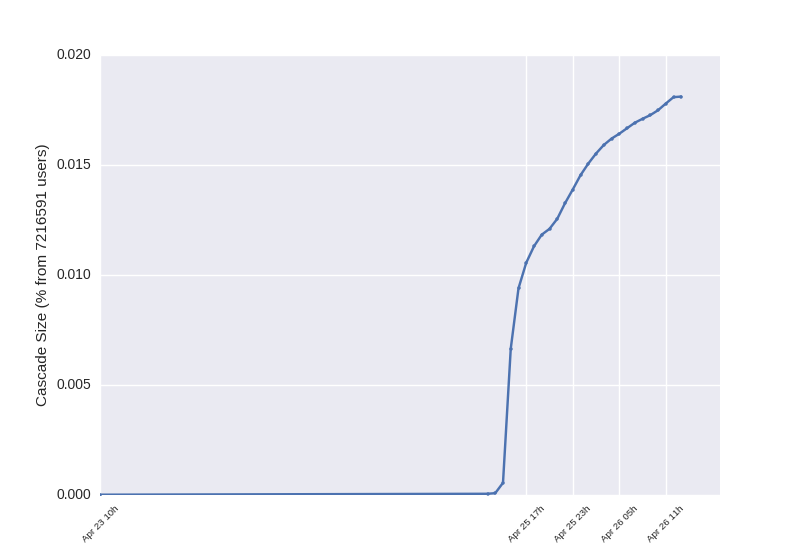 0.020
0.015
0.010
0.005
0.000
Cascade Size (% from 7216591 users)
Apr 23 10h
Apr 25 17h
Apr 25 23h
Apr 26 05h
Apr 26 11h